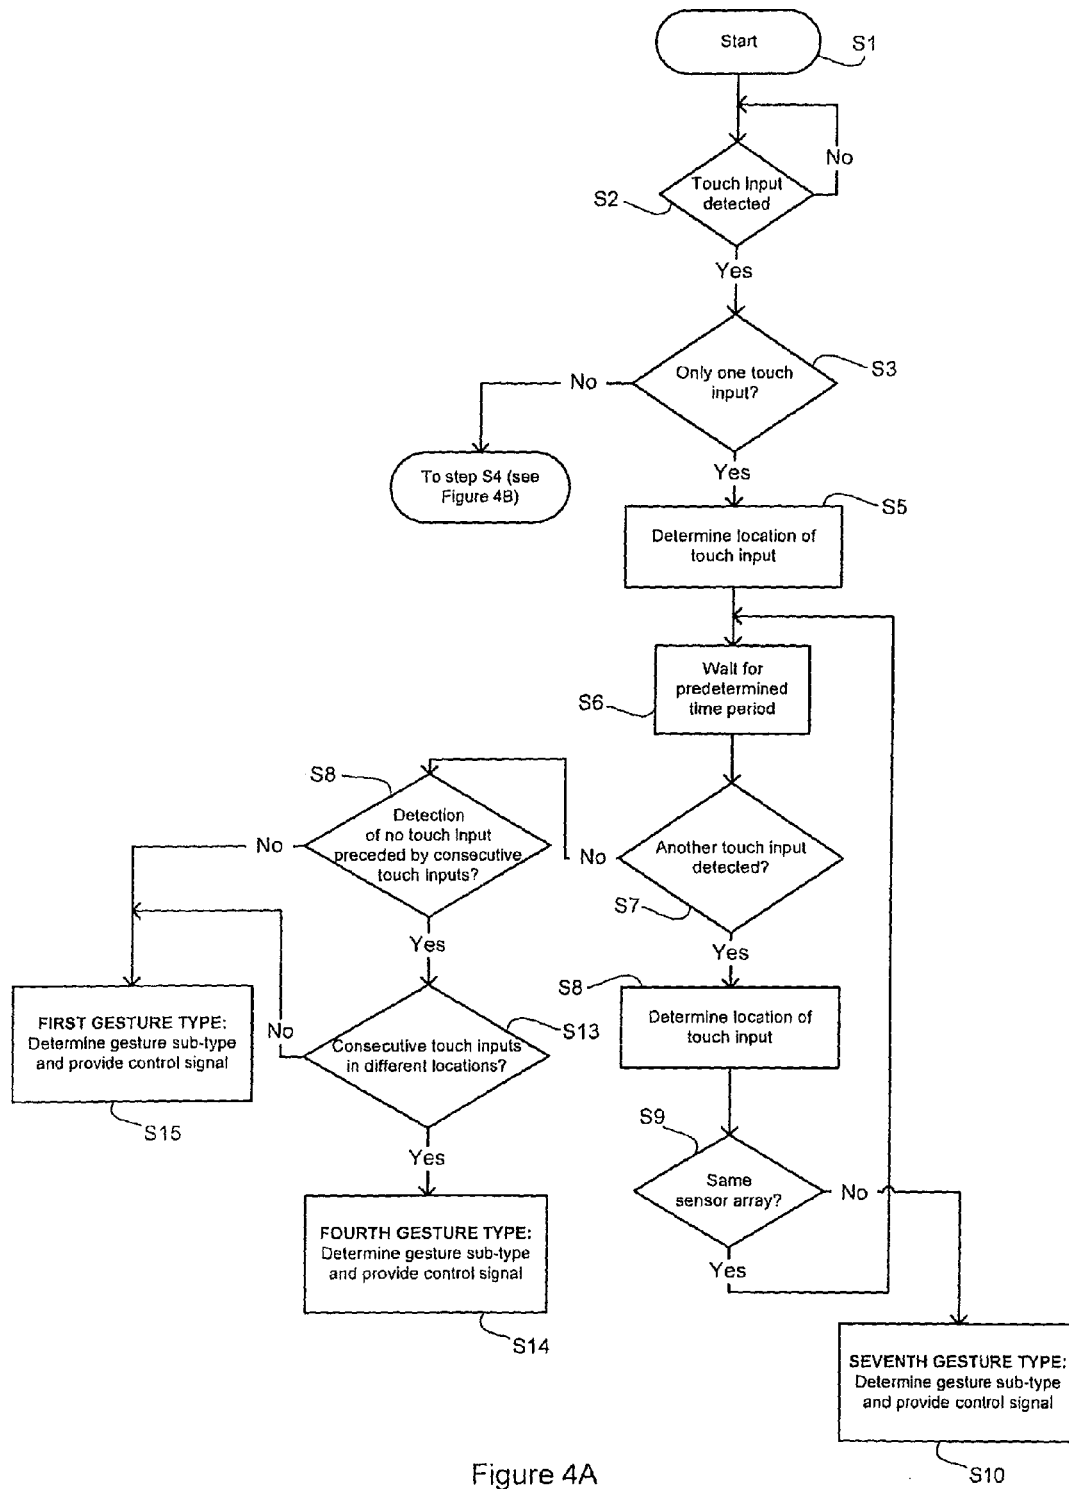 Start
S1
No
Touch Input
detected
S2
Yes
Only one touch
input?
S3
No
To step S4 (see
Figure 4B)
Yes
S5
Determine location of
touch input
Wait for
predetermined
time period
S6
S8
Detection
of no touch input
preceded by consecutive
touch inputs?
No
No
Another touch input
detected?
S7
Yes
Yes
S8
Determine location of
touch input
FIRST GESTURE TYPE:
Determine gesture sub-type
and provide control signal
S15
No
Consecutive touch inputs
in different locations?
S13
S9
Same
sensor array?
No
Yes
Yes
FOURTH GESTURE TYPE:
Determine gesture sub-type
and provide control signal
S14
SEVENTH GESTURE TYPE:
Determine gesture sub-type
and provide control signal
S10
Figure 4A